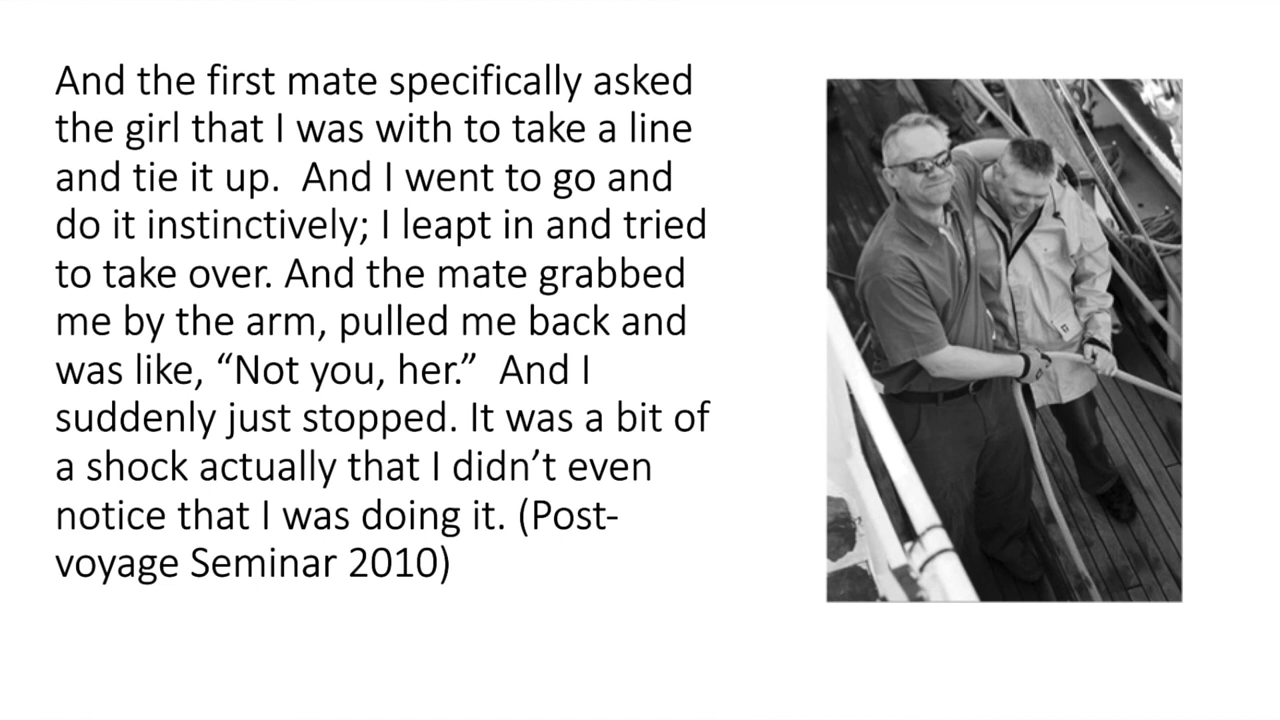 And the first mate specifically asked
the girl that I was with to take a line
and tie it up.  And I went to go and
do it instinctively; I leapt in and tried
to take over. And the mate grabbed
me by the arm, pulled me back and
was like, “Not you, her.”  And I
suddenly just stopped. It was a bit of
a shock actually that I didn’t even
notice that I was doing it. (Post-
voyage Seminar 2010)